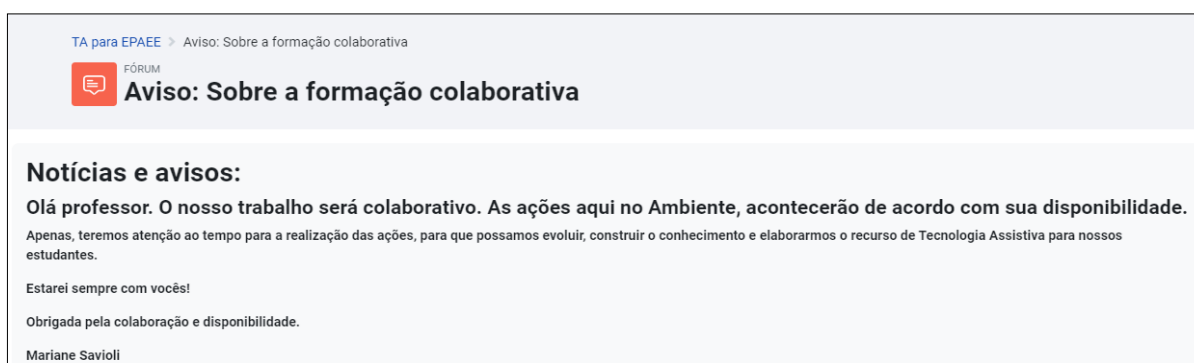 TA para EPAEE > Aviso: Sobre a formação colaborativa
FÓRUM
Aviso: Sobre a formação colaborativa
Notícias e avisos:
Olá professor. O nosso trabalho será colaborativo. As ações aqui no Ambiente, acontecerão de acordo com sua disponibilidade.
Apenas, teremos atenção ao tempo para a realização das ações, para que possamos evoluir, construir o conhecimento e elaborarmos o recurso de Tecnologia Assistiva para nossos
estudantes.
Estarei sempre com vocês!
Obrigada pela colaboração e disponibilidade.
Mariane Savioli